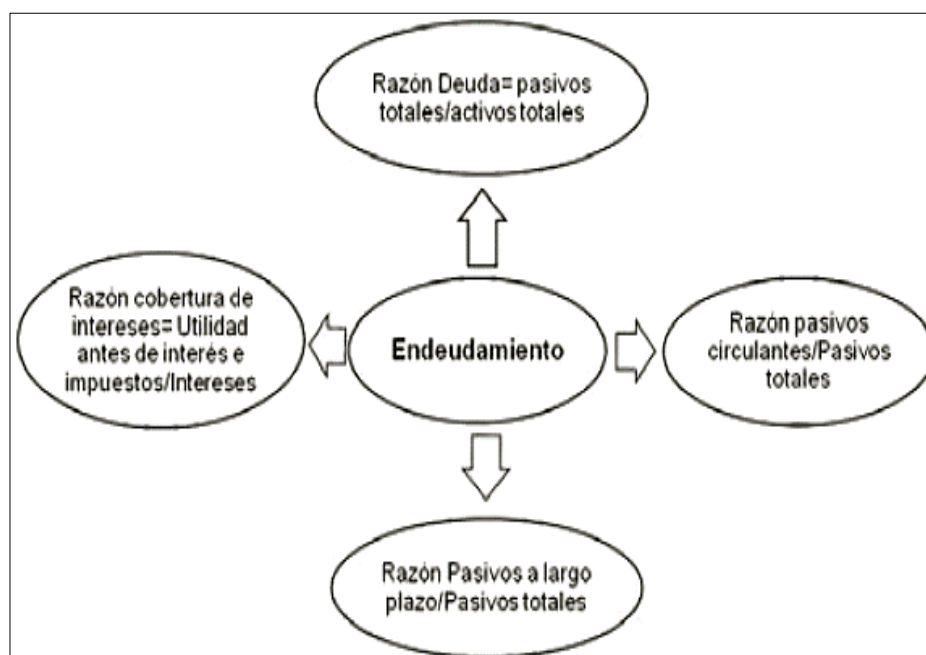 Razón Deuda= pasivos
totales/activos totales
Razón cobertura de
intereses= Utilidad
antes de interés e
impuestos/Intereses
Endeudamiento
Razón pasivos
circulantes/Pasivos
totales
Razón Pasivos a largo
plazo/Pasivos totales